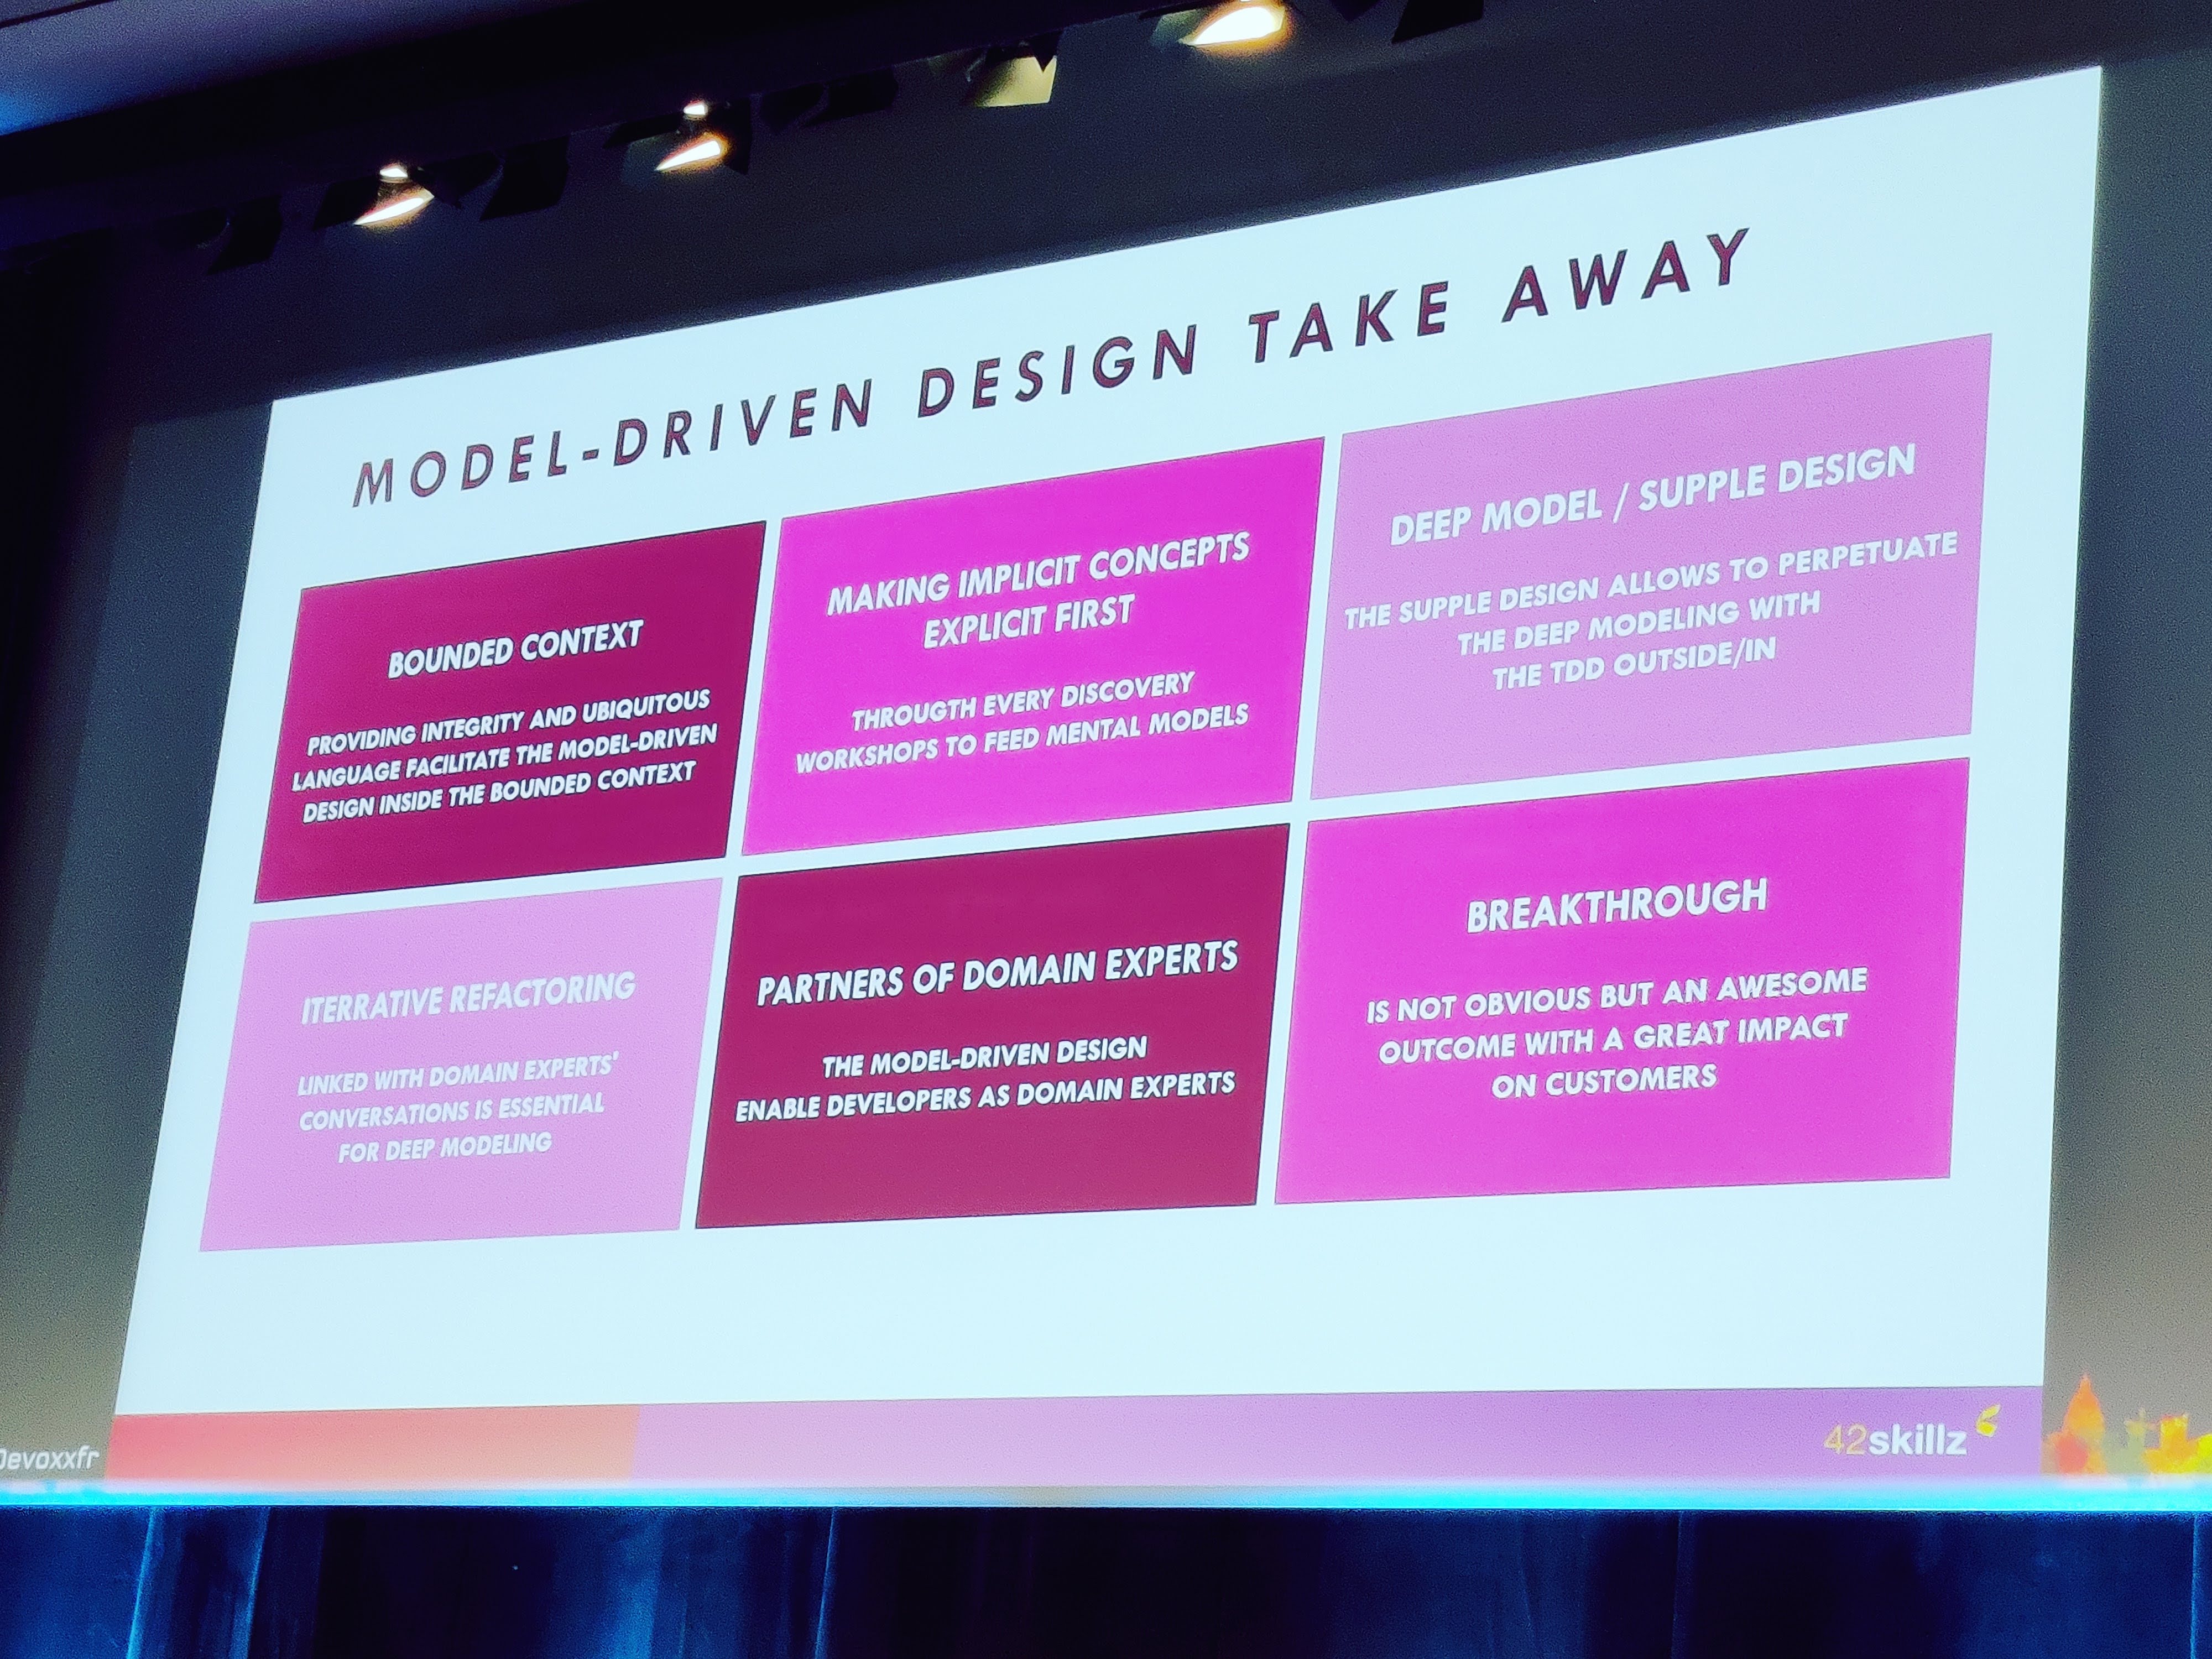 MODEL-DRIVEN DESIGN TAKE AWAY
BOUNDED CONTEXT
PROVIDING INTEGRITY AND UBIQUITOUS
LANGUAGE FACILITATE THE MODEL-DRIVEN
DESIGN INSIDE THE BOUNDED CONTEXT
MAKING IMPLICIT CONCEPTS
EXPLICIT FIRST
THROUGTH EVERY DISCOVERY
WORKSHOPS TO FEED MENTAL MODELS
DEEP MODEL / SUPPLE DESIGN
THE SUPPLE DESIGN ALLOWS TO PERPETUATE
THE DEEP MODELING WITH
THE TDD OUTSIDE/IN
ITERRATIVE REFACTORING
LINKED WITH DOMAIN EXPERTS'
CONVERSATIONS IS ESSENTIAL
FOR DEEP MODELING
PARTNERS OF DOMAIN EXPERTS
THE MODEL-DRIVEN DESIGN
ENABLE DEVELOPERS AS DOMAIN EXPERTS
BREAKTHROUGH
IS NOT OBVIOUS BUT AN AWESOME
OUTCOME WITH A GREAT IMPACT
ON CUSTOMERS
Devoxxfr
42skillz